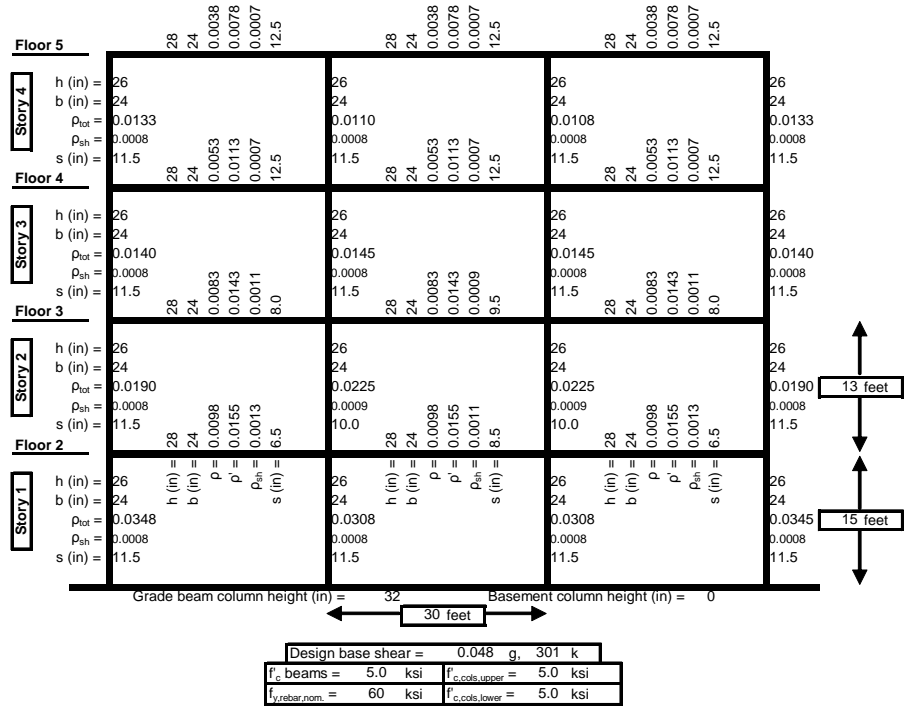 28 24 0.0038 0.0078 0.0007 12.5 28 24 0.0038 0.0078 0.0007 12.5 28 24 0.0038 0.0078 0.0007 12.5
Floor 5
Story 4
h (in) = 26 26 26 26
b (in) = 24 24 24 24
ρtot = 0.0133 0.0110 0.0108 0.0133
ρsh = 0.0008 0.0008 0.0008 0.0008
s (in) = 11.5 11.5 11.5 11.5
28 24 0.0053 0.0113 0.0007 12.5 28 24 0.0053 0.0113 0.0007 12.5 28 24 0.0053 0.0113 0.0007 12.5
Floor 4
Story 3
h (in) = 26 26 26 26
b (in) = 24 24 24 24
ρtot = 0.0140 0.0145 0.0145 0.0140
ρsh = 0.0008 0.0008 0.0008 0.0008
s (in) = 11.5 11.5 11.5 11.5
28 24 0.0083 0.0143 0.0011 8.0 28 24 0.0083 0.0143 0.0009 9.5 28 24 0.0083 0.0143 0.0011 8.0
Floor 3
Story 2
h (in) = 26 26 26 26
b (in) = 24 24 24 24
ρtot = 0.0190 0.0225 0.0225 0.0190
ρsh = 0.0008 0.0009 0.0009 0.0008
s (in) = 11.5 10.0 10.0 11.5
13 feet
28 24 0.0098 0.0155 0.0013 6.5 28 24 0.0098 0.0155 0.0011 8.5 28 24 0.0098 0.0155 0.0013 6.5
Floor 2
h (in) = b (in) = ρ = ρ' = ρsh = s (in) = h (in) = b (in) = ρ = ρ' = ρsh = s (in) = h (in) = b (in) = ρ = ρ' = ρsh = s (in) =
Story 1
h (in) = 26 26 26 26
b (in) = 24 24 24 24
ρtot = 0.0348 0.0308 0.0308 0.0345
ρsh = 0.0008 0.0008 0.0008 0.0008
s (in) = 11.5 11.5 11.5 11.5
15 feet
Grade beam column height (in) = 32 Basement column height (in) = 0
30 feet
Design base shear = 0.048 g, 301 k
f'c beams = 5.0 ksi f'c,cols,upper = 5.0 ksi
fy,rebar,nom. = 60 ksi f'c,cols,lower = 5.0 ksi